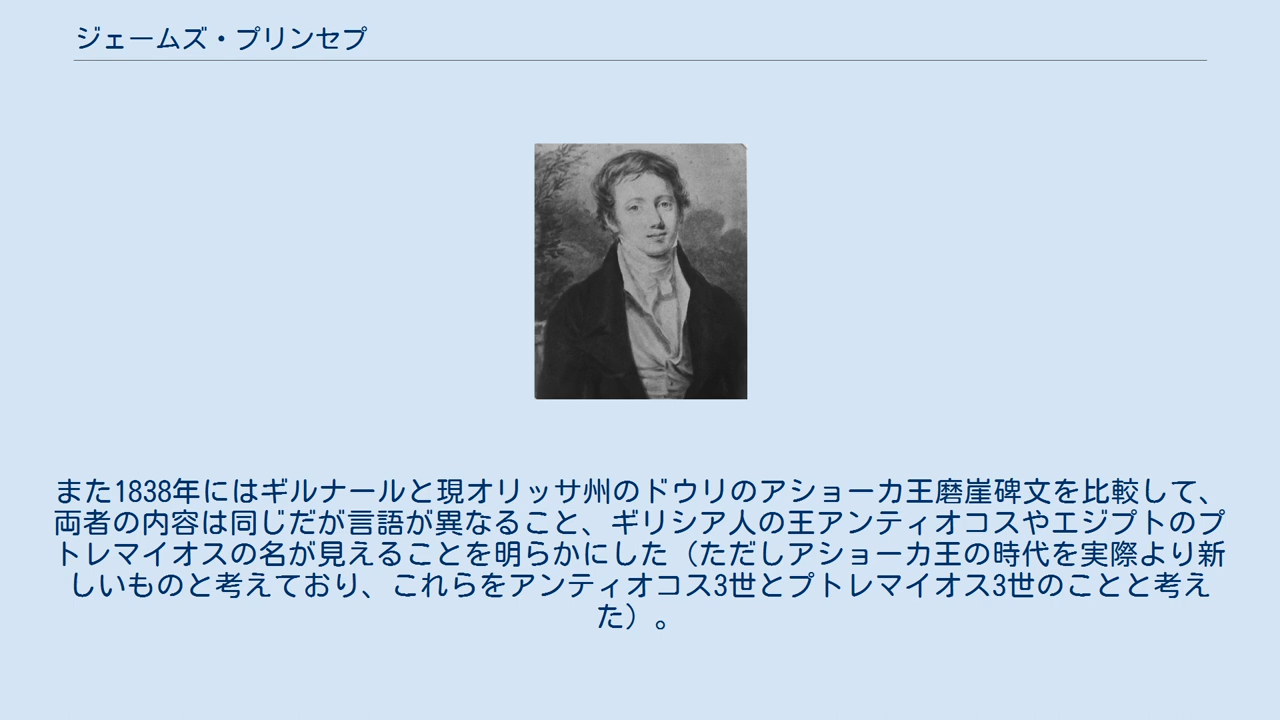 ジェームズ・プリンセプ
また1838年にはギルナールと現オリッサ州のドウリのアショーカ王磨崖碑文を比較して、
両者の内容は同じだが言語が異なること、ギリシア人の王アンティオコスやエジプトのプ
トレマイオスの名が見えることを明らかにした（ただしアショーカ王の時代を実際より新
しいものと考えており、これらをアンティオコス3世とプトレマイオス3世のことと考え
た）。